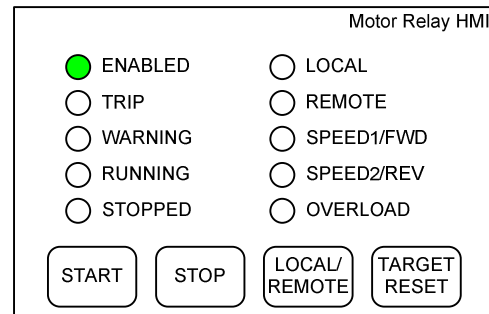 Motor Relay HMI
ENABLED
TRIP
WARNING
RUNNING
STOPPED
LOCAL
REMOTE
SPEED1/FWD
SPEED2/REV
OVERLOAD
START
STOP
LOCAL/
REMOTE
TARGET
RESET